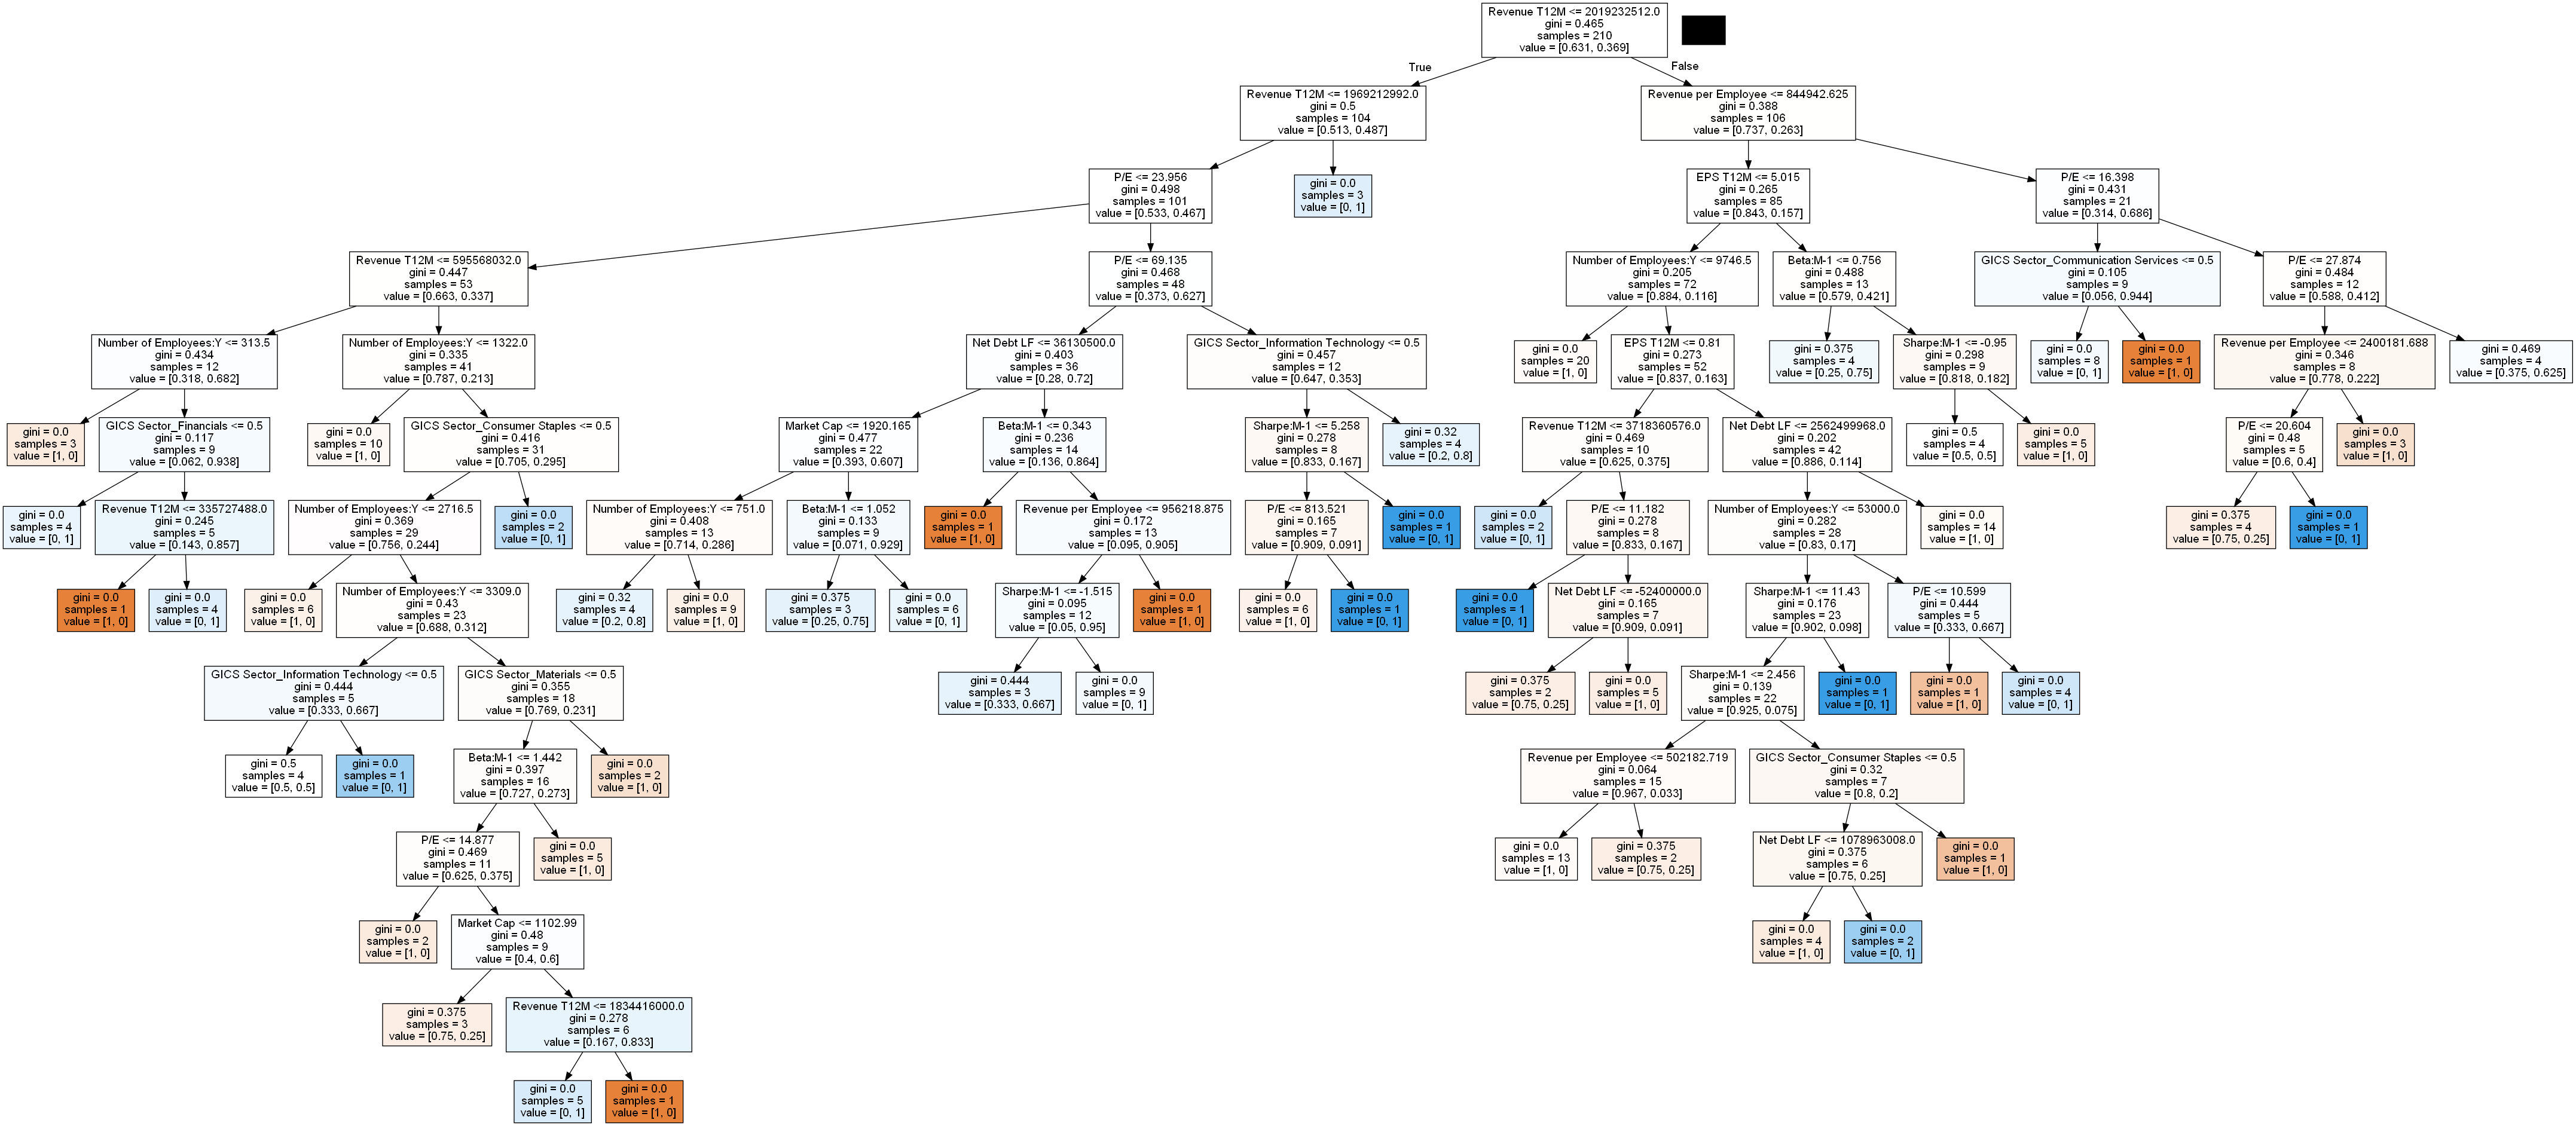 Revenue T12M <= 2019232512.0
gini = 0.465
samples = 210
value = [0.631, 0.369]
True
False
Revenue T12M <= 1969212992.0
gini = 0.5
samples = 104
value = [0.513, 0.487]
Revenue per Employee <= 844942.625
gini = 0.388
samples = 106
value = [0.737, 0.263]
P/E <= 23.956
gini = 0.498
samples = 101
value = [0.533, 0.467]
gini = 0.0
samples = 3
value = [0, 1]
EPS T12M <= 5.015
gini = 0.265
samples = 85
value = [0.843, 0.157]
P/E <= 16.398
gini = 0.431
samples = 21
value = [0.314, 0.686]
Revenue T12M <= 595568032.0
gini = 0.447
samples = 53
value = [0.663, 0.337]
P/E <= 69.135
gini = 0.468
samples = 48
value = [0.373, 0.627]
Number of Employees:Y <= 9746.5
gini = 0.205
samples = 72
value = [0.884, 0.116]
Beta:M-1 <= 0.756
gini = 0.488
samples = 13
value = [0.579, 0.421]
GICS Sector_Communication Services <= 0.5
gini = 0.105
samples = 9
value = [0.056, 0.944]
P/E <= 27.874
gini = 0.484
samples = 12
value = [0.588, 0.412]
Number of Employees:Y <= 313.5
gini = 0.434
samples = 12
value = [0.318, 0.682]
Number of Employees:Y <= 1322.0
gini = 0.335
samples = 41
value = [0.787, 0.213]
Net Debt LF <= 36130500.0
gini = 0.403
samples = 36
value = [0.28, 0.72]
GICS Sector_Information Technology <= 0.5
gini = 0.457
samples = 12
value = [0.647, 0.353]
gini = 0.0
samples = 20
value = [1, 0]
EPS T12M <= 0.81
gini = 0.273
samples = 52
value = [0.837, 0.163]
gini = 0.375
samples = 4
value = [0.25, 0.75]
Sharpe:M-1 <= -0.95
gini = 0.298
samples = 9
value = [0.818, 0.182]
gini = 0.0
samples = 8
value = [0, 1]
gini = 0.0
samples = 1
value = [1, 0]
Revenue per Employee <= 2400181.688
gini = 0.346
samples = 8
value = [0.778, 0.222]
gini = 0.469
samples = 4
value = [0.375, 0.625]
gini = 0.0
samples = 3
value = [1, 0]
GICS Sector_Financials <= 0.5
gini = 0.117
samples = 9
value = [0.062, 0.938]
gini = 0.0
samples = 10
value = [1, 0]
GICS Sector_Consumer Staples <= 0.5
gini = 0.416
samples = 31
value = [0.705, 0.295]
Market Cap <= 1920.165
gini = 0.477
samples = 22
value = [0.393, 0.607]
Beta:M-1 <= 0.343
gini = 0.236
samples = 14
value = [0.136, 0.864]
Sharpe:M-1 <= 5.258
gini = 0.278
samples = 8
value = [0.833, 0.167]
gini = 0.32
samples = 4
value = [0.2, 0.8]
Revenue T12M <= 3718360576.0
gini = 0.469
samples = 10
value = [0.625, 0.375]
Net Debt LF <= 2562499968.0
gini = 0.202
samples = 42
value = [0.886, 0.114]
gini = 0.5
samples = 4
value = [0.5, 0.5]
gini = 0.0
samples = 5
value = [1, 0]
P/E <= 20.604
gini = 0.48
samples = 5
value = [0.6, 0.4]
gini = 0.0
samples = 3
value = [1, 0]
gini = 0.0
samples = 4
value = [0, 1]
Revenue T12M <= 335727488.0
gini = 0.245
samples = 5
value = [0.143, 0.857]
Number of Employees:Y <= 2716.5
gini = 0.369
samples = 29
value = [0.756, 0.244]
gini = 0.0
samples = 2
value = [0, 1]
Number of Employees:Y <= 751.0
gini = 0.408
samples = 13
value = [0.714, 0.286]
Beta:M-1 <= 1.052
gini = 0.133
samples = 9
value = [0.071, 0.929]
gini = 0.0
samples = 1
value = [1, 0]
Revenue per Employee <= 956218.875
gini = 0.172
samples = 13
value = [0.095, 0.905]
P/E <= 813.521
gini = 0.165
samples = 7
value = [0.909, 0.091]
gini = 0.0
samples = 1
value = [0, 1]
gini = 0.0
samples = 2
value = [0, 1]
P/E <= 11.182
gini = 0.278
samples = 8
value = [0.833, 0.167]
Number of Employees:Y <= 53000.0
gini = 0.282
samples = 28
value = [0.83, 0.17]
gini = 0.0
samples = 14
value = [1, 0]
gini = 0.375
samples = 4
value = [0.75, 0.25]
gini = 0.0
samples = 1
value = [0, 1]
gini = 0.0
samples = 1
value = [1, 0]
gini = 0.0
samples = 4
value = [0, 1]
gini = 0.0
samples = 6
value = [1, 0]
Number of Employees:Y <= 3309.0
gini = 0.43
samples = 23
value = [0.688, 0.312]
gini = 0.32
samples = 4
value = [0.2, 0.8]
gini = 0.0
samples = 9
value = [1, 0]
gini = 0.375
samples = 3
value = [0.25, 0.75]
gini = 0.0
samples = 6
value = [0, 1]
Sharpe:M-1 <= -1.515
gini = 0.095
samples = 12
value = [0.05, 0.95]
gini = 0.0
samples = 1
value = [1, 0]
gini = 0.0
samples = 6
value = [1, 0]
gini = 0.0
samples = 1
value = [0, 1]
gini = 0.0
samples = 1
value = [0, 1]
Net Debt LF <= -52400000.0
gini = 0.165
samples = 7
value = [0.909, 0.091]
Sharpe:M-1 <= 11.43
gini = 0.176
samples = 23
value = [0.902, 0.098]
P/E <= 10.599
gini = 0.444
samples = 5
value = [0.333, 0.667]
GICS Sector_Information Technology <= 0.5
gini = 0.444
samples = 5
value = [0.333, 0.667]
GICS Sector_Materials <= 0.5
gini = 0.355
samples = 18
value = [0.769, 0.231]
gini = 0.444
samples = 3
value = [0.333, 0.667]
gini = 0.0
samples = 9
value = [0, 1]
gini = 0.375
samples = 2
value = [0.75, 0.25]
gini = 0.0
samples = 5
value = [1, 0]
Sharpe:M-1 <= 2.456
gini = 0.139
samples = 22
value = [0.925, 0.075]
gini = 0.0
samples = 1
value = [0, 1]
gini = 0.0
samples = 1
value = [1, 0]
gini = 0.0
samples = 4
value = [0, 1]
gini = 0.5
samples = 4
value = [0.5, 0.5]
gini = 0.0
samples = 1
value = [0, 1]
Beta:M-1 <= 1.442
gini = 0.397
samples = 16
value = [0.727, 0.273]
gini = 0.0
samples = 2
value = [1, 0]
Revenue per Employee <= 502182.719
gini = 0.064
samples = 15
value = [0.967, 0.033]
GICS Sector_Consumer Staples <= 0.5
gini = 0.32
samples = 7
value = [0.8, 0.2]
P/E <= 14.877
gini = 0.469
samples = 11
value = [0.625, 0.375]
gini = 0.0
samples = 5
value = [1, 0]
gini = 0.0
samples = 13
value = [1, 0]
gini = 0.375
samples = 2
value = [0.75, 0.25]
Net Debt LF <= 1078963008.0
gini = 0.375
samples = 6
value = [0.75, 0.25]
gini = 0.0
samples = 1
value = [1, 0]
gini = 0.0
samples = 2
value = [1, 0]
Market Cap <= 1102.99
gini = 0.48
samples = 9
value = [0.4, 0.6]
gini = 0.0
samples = 4
value = [1, 0]
gini = 0.0
samples = 2
value = [0, 1]
gini = 0.375
samples = 3
value = [0.75, 0.25]
Revenue T12M <= 1834416000.0
gini = 0.278
samples = 6
value = [0.167, 0.833]
gini = 0.0
samples = 5
value = [0, 1]
gini = 0.0
samples = 1
value = [1, 0]